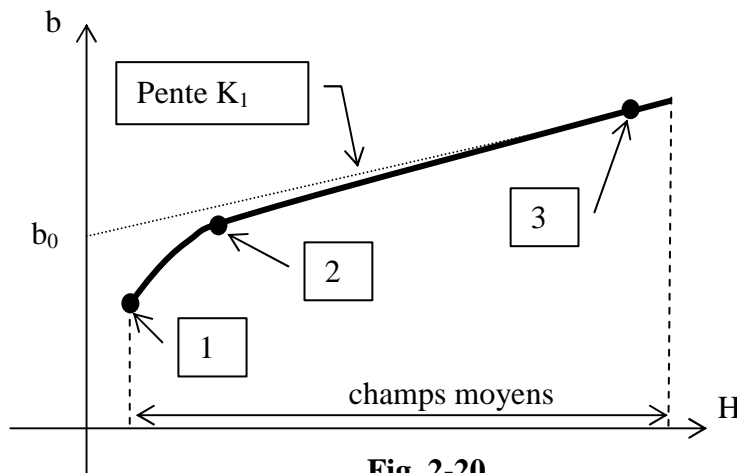 b
Pente K₁
3
b₀
2
1
champs moyens
H
Fig. 2-20